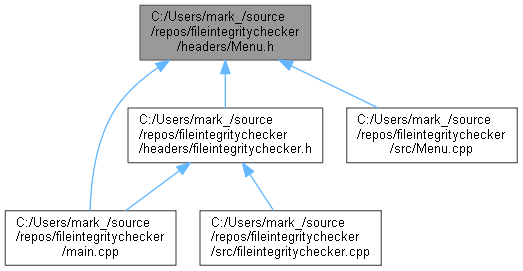 C:/Users/mark_/source
/repos/fileintegritychecker
/headers/Menu.h
C:/Users/mark_/source
/repos/fileintegritychecker
/headers/fileintegritychecker.h
C:/Users/mark_/source
/repos/fileintegritychecker
/src/Menu.cpp
C:/Users/mark_/source
/repos/fileintegritychecker
/main.cpp
C:/Users/mark_/source
/repos/fileintegritychecker
/src/fileintegritychecker.cpp